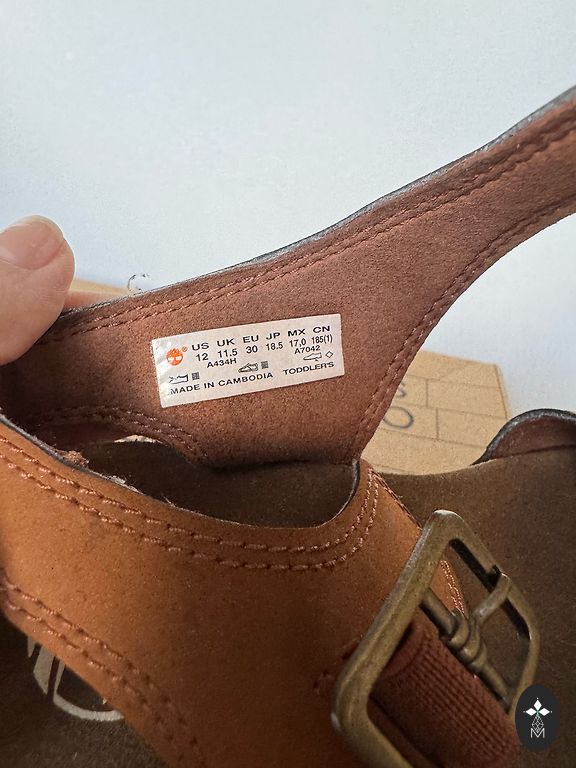 ® US UK EU JP MX CN
12 11.5 30 18.5 17,0 185(1)
A434H A7042
MADE IN CAMBODIA TODDLER'S
M